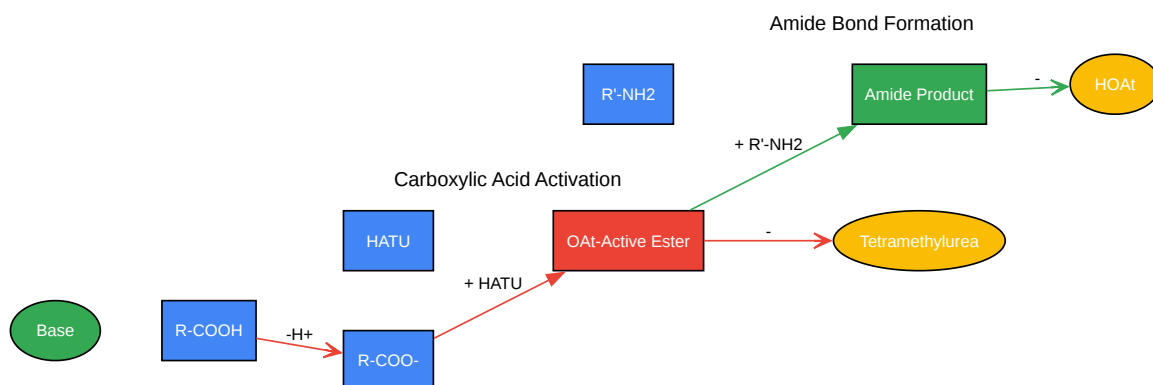 Amide Bond Formation
R'-NH2
Amide Product
-
HOAt
+ R'-NH2
Carboxylic Acid Activation
HATU
OAt-Active Ester
-
Tetramethylurea
+ HATU
Base
R-COOH
-H+
R-COO-